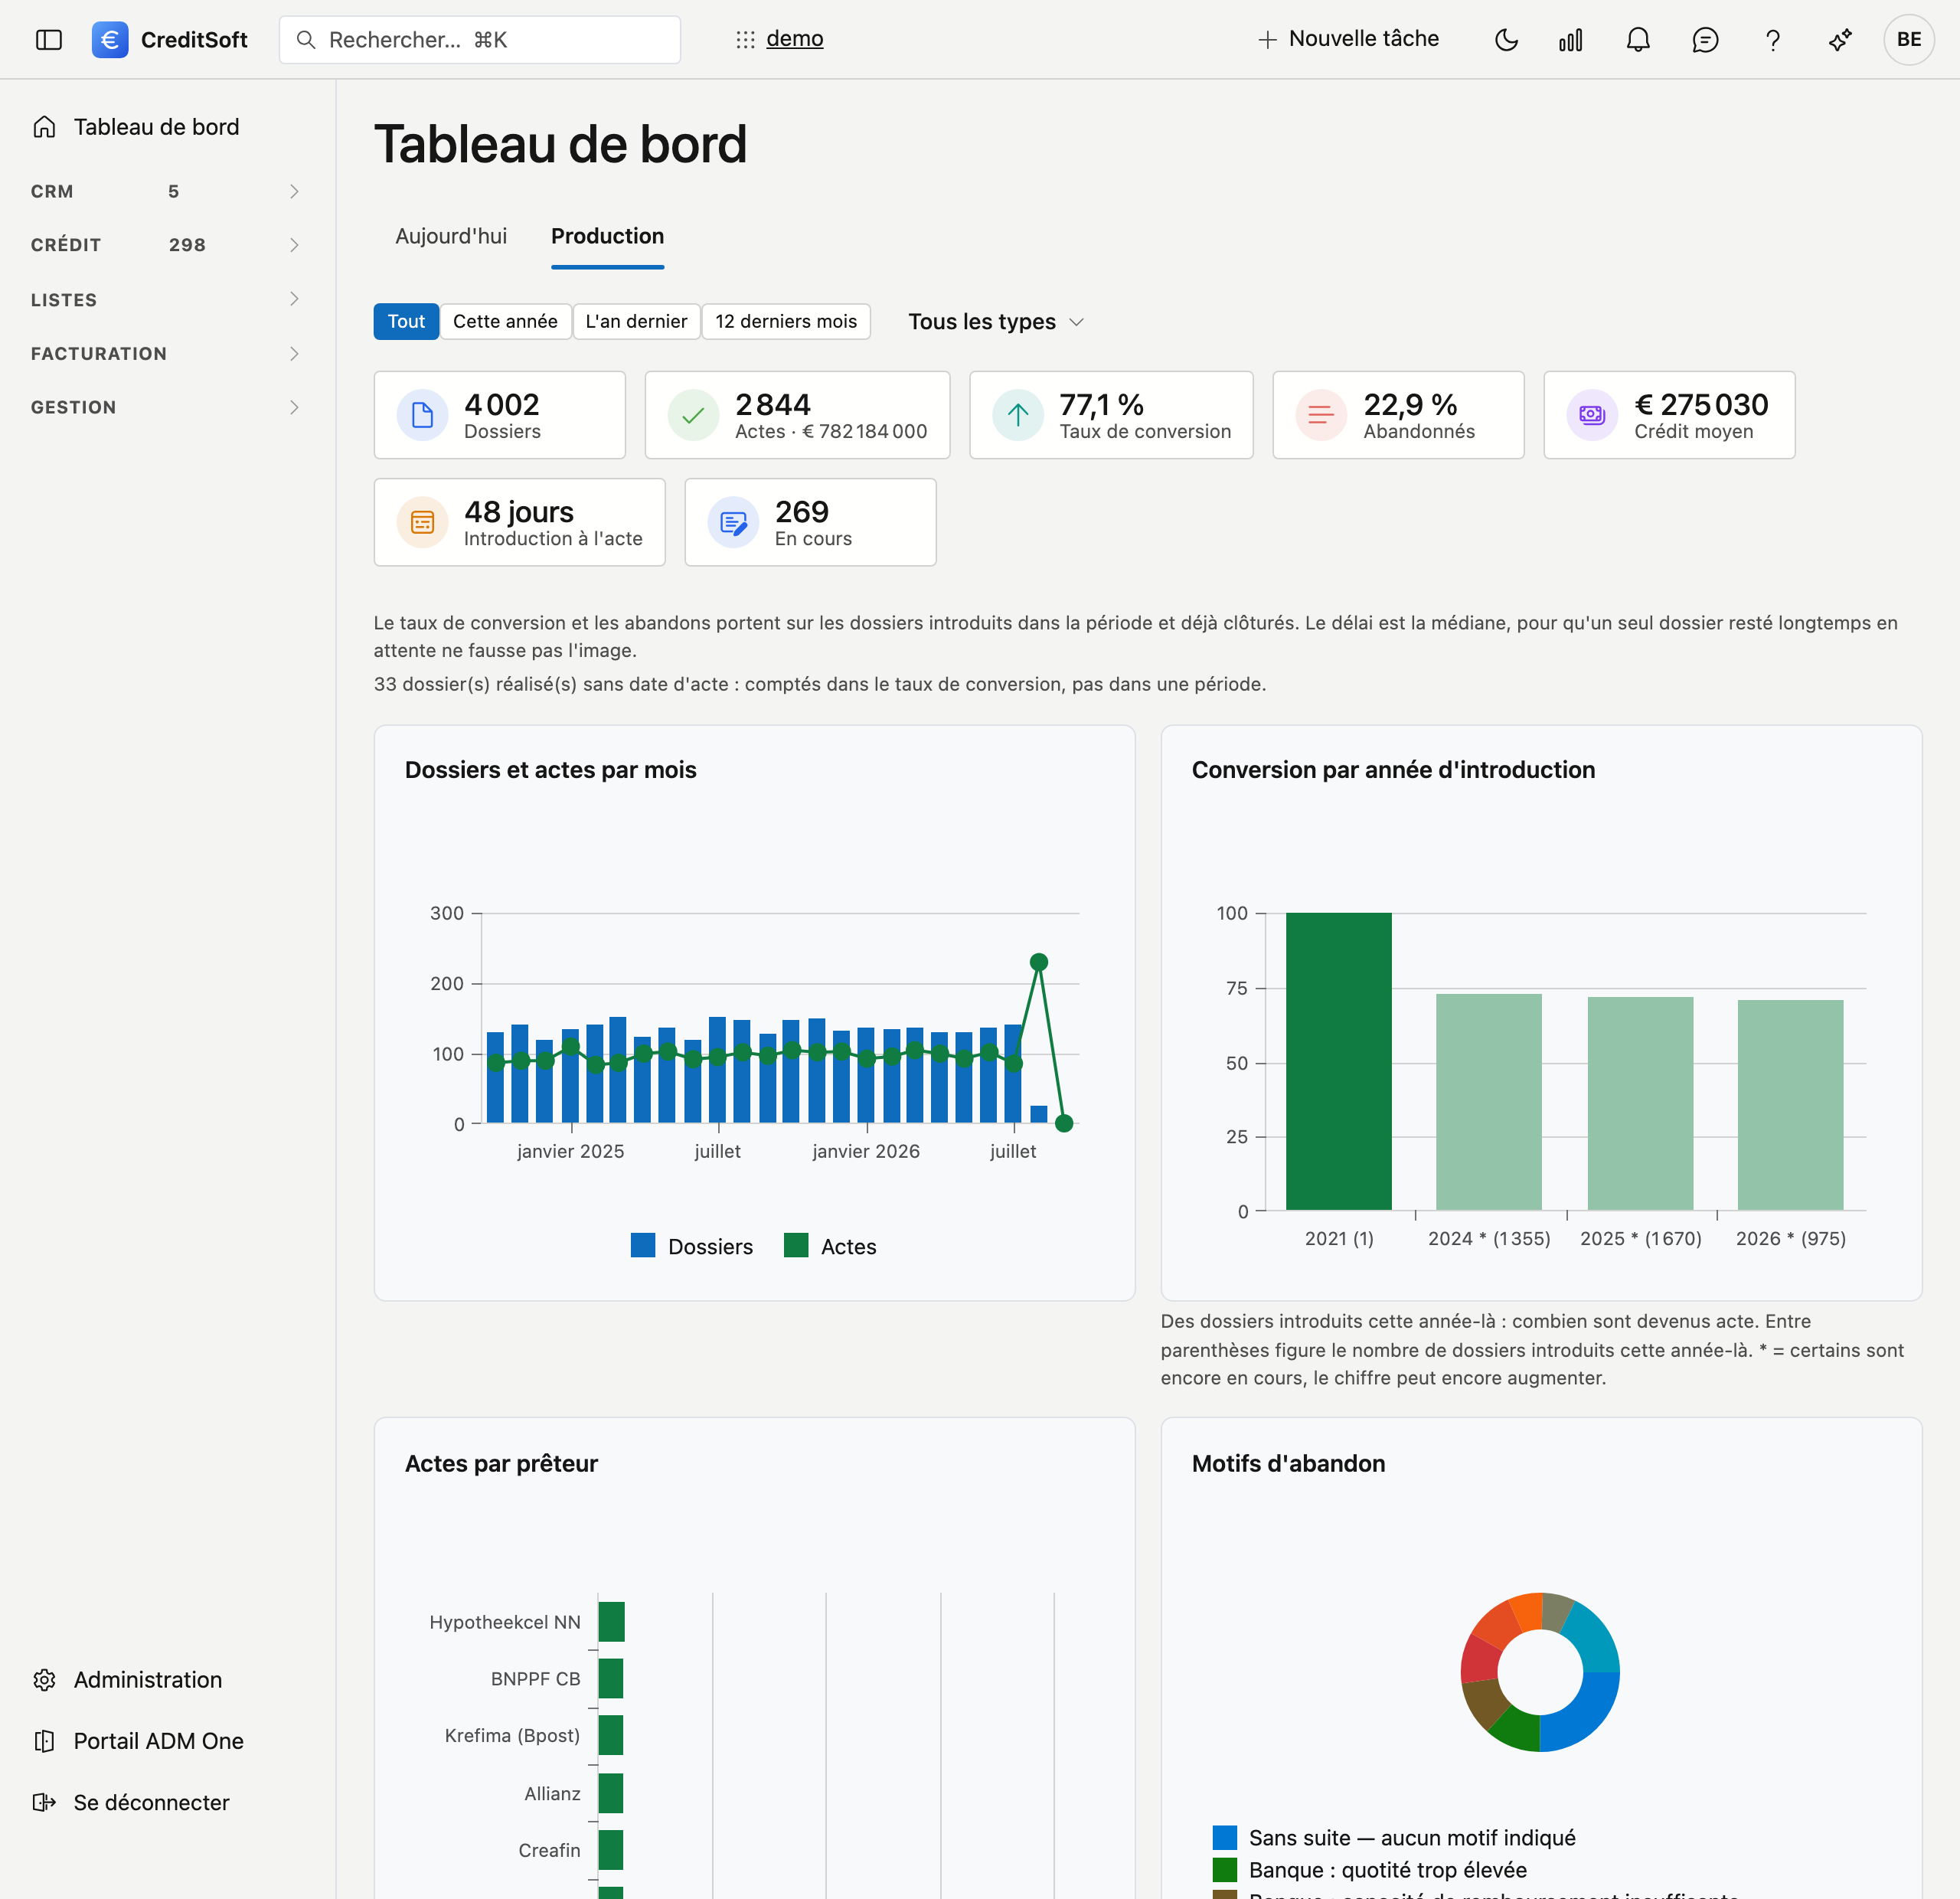 CreditSoft
Rechercher... ⌘K
demo
Nouvelle tâche
BE
Tableau de bord
CRM 5
CRÉDIT 298
LISTES
FACTURATION
GESTION
Administration
Portail ADM One
Se déconnecter
Tableau de bord
Aujourd'hui
Production
Tout
Cette année
L'an dernier
12 derniers mois
Tous les types
4 002
Dossiers
2 844
Actes · € 782 184 000
77,1 %
Taux de conversion
22,9 %
Abandonnés
€ 275 030
Crédit moyen
48 jours
Introduction à l'acte
269
En cours
Le taux de conversion et les abandons portent sur les dossiers introduits dans la période et déjà clôturés. Le délai est la médiane, pour qu'un seul dossier resté longtemps en
attente ne fausse pas l'image.
33 dossier(s) réalisé(s) sans date d'acte : comptés dans le taux de conversion, pas dans une période.
Dossiers et actes par mois
300
200
100
0
janvier 2025
juillet
janvier 2026
juillet
Dossiers
Actes
Conversion par année d'introduction
100
75
50
25
0
2021 (1)
2024 * (1 355)
2025 * (1 670)
2026 * (975)
Des dossiers introduits cette année-là : combien sont devenus acte. Entre
parenthèses figure le nombre de dossiers introduits cette année-là. * = certains sont
encore en cours, le chiffre peut encore augmenter.
Actes par prêteur
Hypotheekcel NN
BNPPF CB
Krefima (Bpost)
Allianz
Creafin
Motifs d'abandon
Sans suite — aucun motif indiqué
Banque : quotité trop élevée